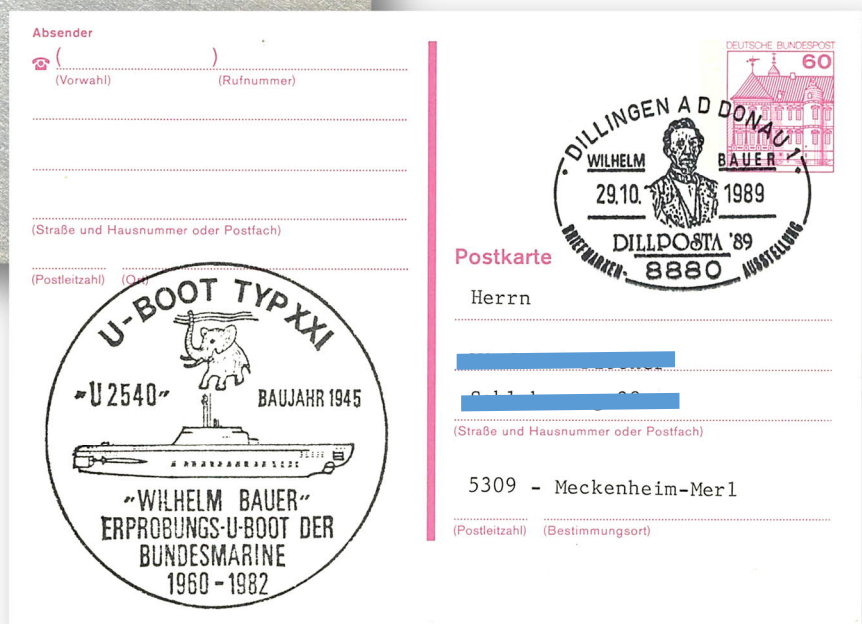 Absender
( )
(Vorwahl) (Rufnummer)
(Straße und Hausnummer oder Postfach)
(Postleitzahl) (Ort)
U-BOOT TYP XXI
"U2540" BAUJAHR 1945
"WILHELM BAUER"
ERPROBUNGS-U-BOOT DER
BUNDESMARINE
1960-1982
DEUTSCHE BUNDESPOST
60
DILLINGEN A D DONAU 1
WILHELM BAUER
29.10. 1989
DILLPOSTA '89
BRIEFMARKEN- AUSSTELLUNG
8880
Postkarte
Herrn
(Straße und Hausnummer oder Postfach)
5309 - Meckenheim-Merl
(Postleitzahl) (Bestimmungsort)